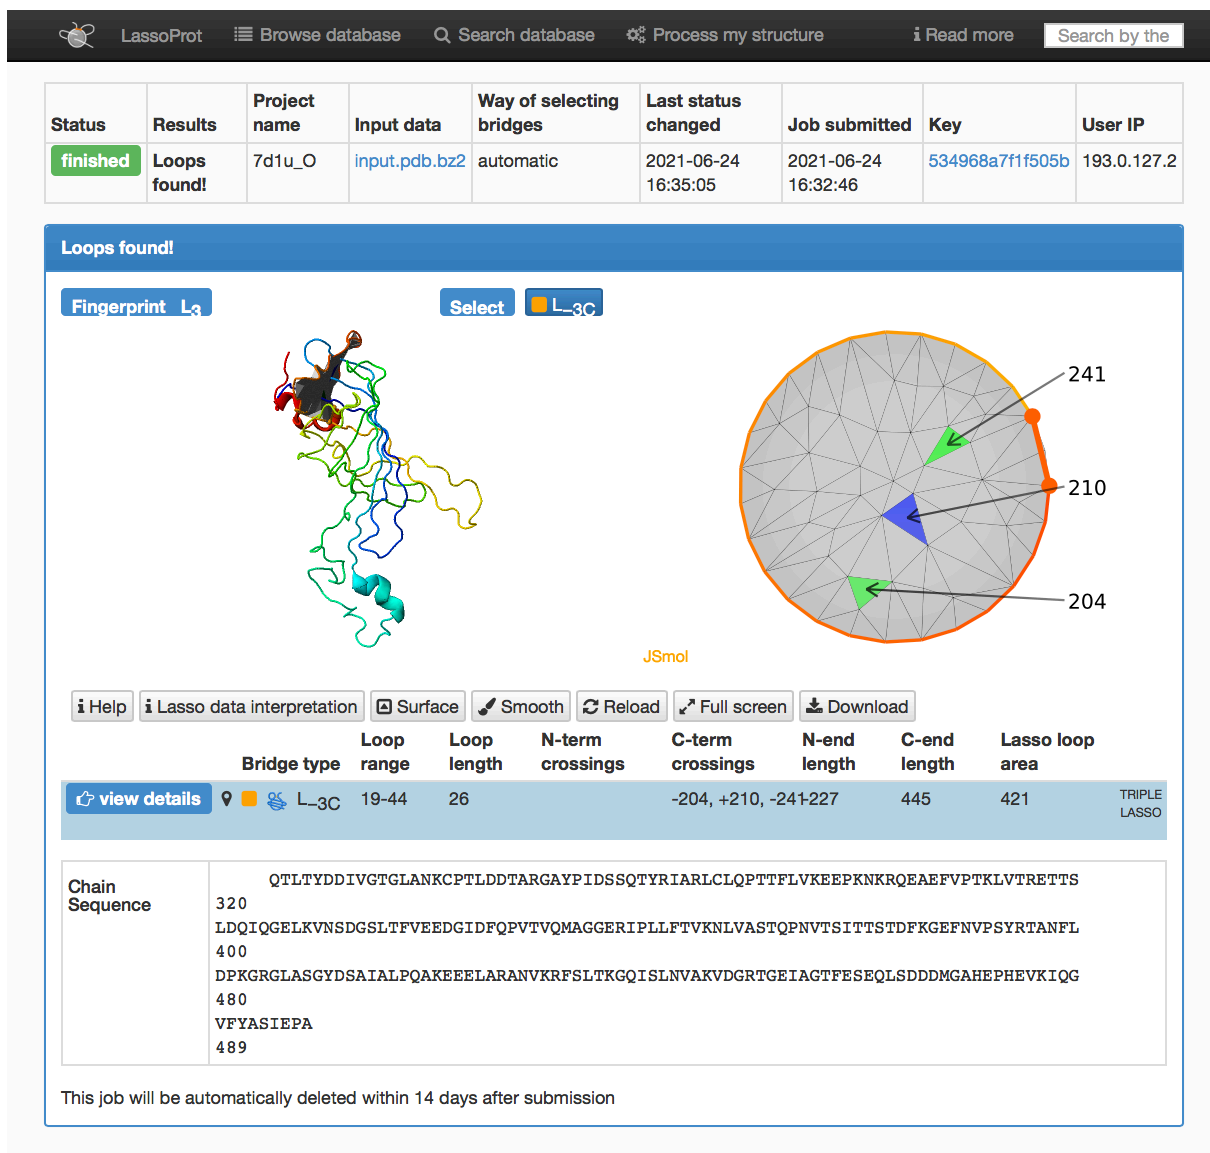 LassoProt Browse database Search database Process my structure Read more Search by the
Status Results Project name Input data Way of selecting bridges Last status changed Job submitted Key User IP
finished Loops found! 7d1u_O input.pdb.bz2 automatic 2021-06-24 16:35:05 2021-06-24 16:32:46 534968a7f1f505b 193.0.127.2
Loops found!
Fingerprint L3 Select L−3C
241
210
204
JSmol
Help Lasso data interpretation Surface Smooth Reload Full screen Download
Bridge type Loop range Loop length N-term crossings C-term crossings N-end length C-end length Lasso loop area
view details L−3C 19-44 26 -204, +210, -241 -227 445 421 TRIPLE LASSO
Chain Sequence
QTLTYDDIVGTGLANKCPTLDDTARGAYPIDSSQTYRIARLCLQPTTFLVKEEPKNKRQEAEFVPTKLVTRETTS
320
LDQIQGELKVNSDGSLTFVEEDGIDFQPVTVQMAGGERIPLLFTVKNLVASTQPNVTSITTSTDFKGEFNVPSYRTANFL
400
DPKGRGLASGYDSAIALPQAKEEELARANVKRFSLTKGQISLNVAKVDGRTGEIAGTFESEQLSDDDMGAHEPHEVKIQG
480
VFYASIEPA
489
This job will be automatically deleted within 14 days after submission